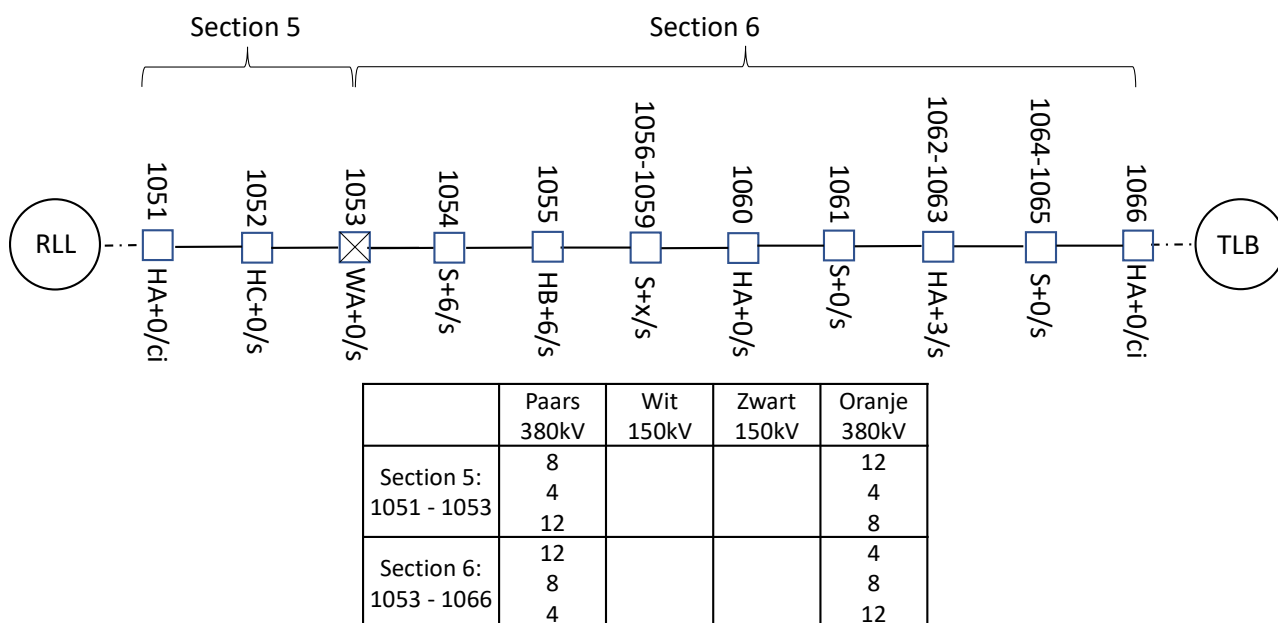 Section 5
Section 6
1051
1052
1053
1054
1055
1056-1059
1060
1061
1062-1063
1064-1065
1066
RLL
TLB
HA+0/ci
HC+0/s
WA+0/s
S+6/s
HB+6/s
S+x/s
HA+0/s
S+0/s
HA+3/s
S+0/s
HA+0/ci
Paars 380kV
Wit 150kV
Zwart 150kV
Oranje 380kV
Section 5:
1051 - 1053
8 12
4 4
12 8
Section 6:
1053 - 1066
12 4
8 8
4 12